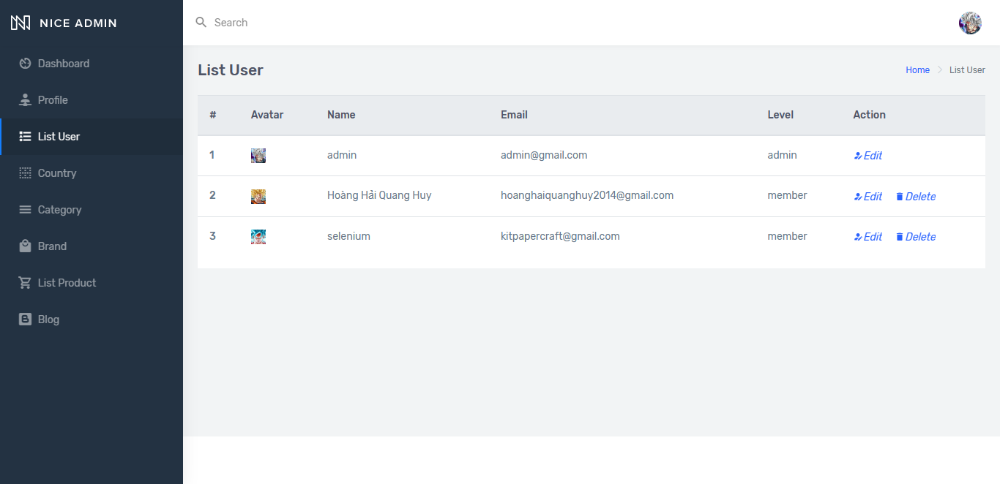 NICE ADMIN
Search
Dashboard
Profile
List User
Country
Category
Brand
List Product
Blog
List User
Home List User
# Avatar Name Email Level Action
1 admin admin@gmail.com admin Edit
2 Hoàng Hải Quang Huy hoanghaiquanghuy2014@gmail.com member Edit Delete
3 selenium kitpapercraft@gmail.com member Edit Delete